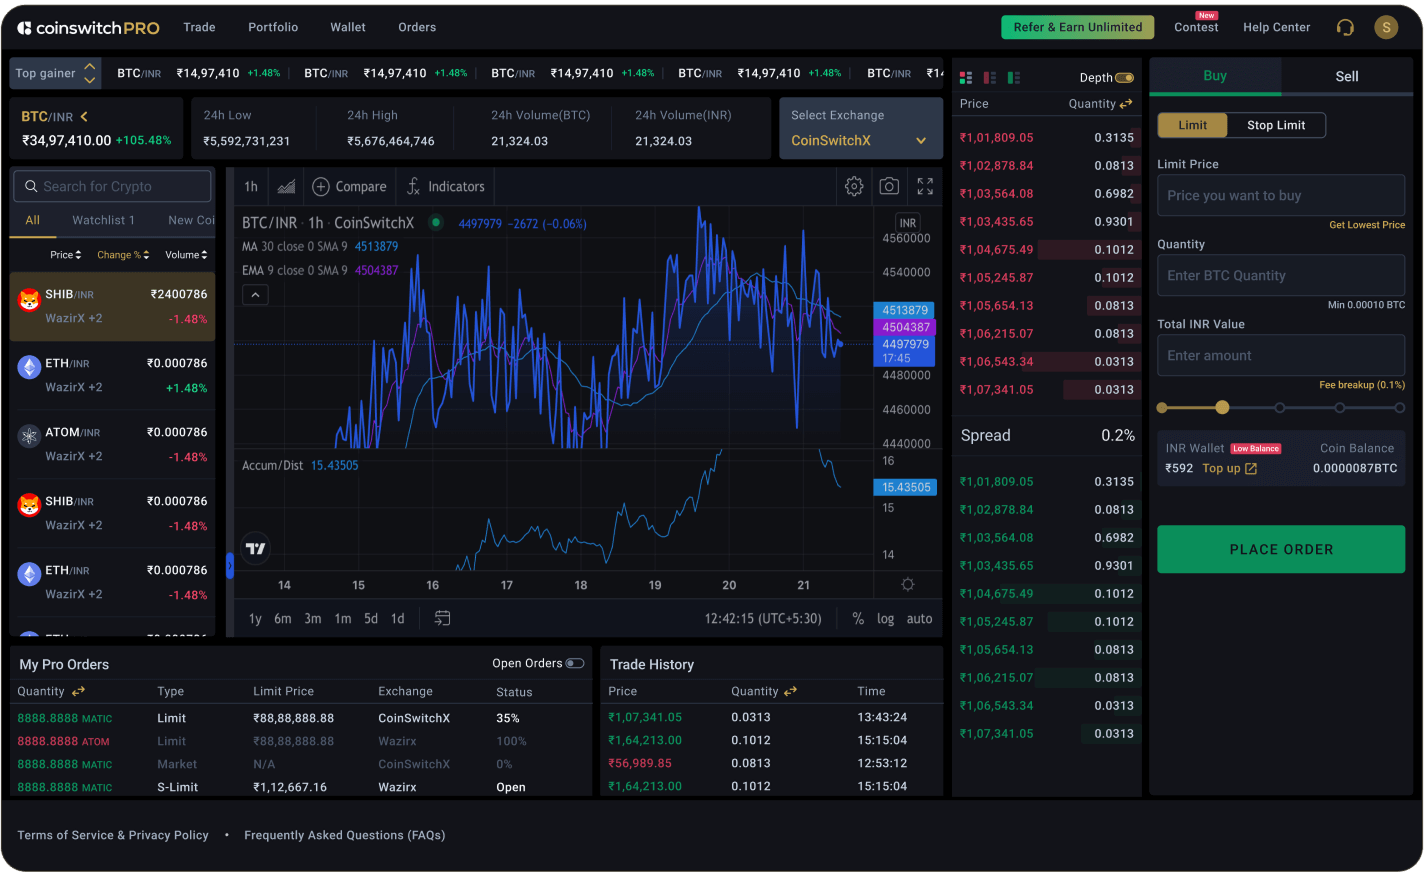 coinswitch PRO Trade Portfolio Wallet Orders Refer & Earn Unlimited New Contest Help Center S
Top gainer BTC/INR ₹14,97,410 +1.48% BTC/INR ₹14,97,410 +1.48% BTC/INR ₹14,97,410 +1.48% BTC/INR ₹14,97,410 +1.48% BTC/INR
BTC/INR
₹34,97,410.00 +105.48%
24h Low
₹5,592,731,231
24h High
₹5,676,464,746
24h Volume(BTC)
21,324.03
24h Volume(INR)
21,324.03
Select Exchange
CoinSwitchX
Search for Crypto
All Watchlist 1 New Coi
Price Change % Volume
SHIB/INR ₹2400786
WazirX +2 -1.48%
ETH/INR ₹0.000786
WazirX +2 +1.48%
ATOM/INR ₹0.000786
WazirX +2 -1.48%
SHIB/INR ₹0.000786
WazirX +2 -1.48%
ETH/INR ₹0.000786
WazirX +2 -1.48%
1h Compare Indicators
BTC/INR · 1h · CoinSwitchX 4497979 −2672 (−0.06%)
MA 30 close 0 SMA 9 4513879
EMA 9 close 0 SMA 9 4504387
INR
4560000
4540000
4513879
4504387
4497979
17:45
4480000
4460000
4440000
Accum/Dist 15.43505
16
15.43505
15
14
14 15 16 17 18 19 20 21
1y 6m 3m 1m 5d 1d 12:42:15 (UTC+5:30) % log auto
My Pro Orders Open Orders
Quantity Type Limit Price Exchange Status
8888.8888 MATIC Limit ₹88,88,888.88 CoinSwitchX 35%
8888.8888 ATOM Limit ₹88,88,888.88 Wazirx 100%
8888.8888 MATIC Market N/A CoinSwitchX 0%
8888.8888 MATIC S-Limit ₹1,12,667.16 Wazirx Open
Trade History
Price Quantity Time
₹1,07,341.05 0.0313 13:43:24
₹1,64,213.00 0.1012 15:15:04
₹56,989.85 0.0813 12:53:12
₹1,64,213.00 0.1012 15:15:04
Depth
Price Quantity
₹1,01,809.05 0.3135
₹1,02,878.84 0.0813
₹1,03,564.08 0.6982
₹1,03,435.65 0.9301
₹1,04,675.49 0.1012
₹1,05,245.87 0.1012
₹1,05,654.13 0.0813
₹1,06,215.07 0.0813
₹1,06,543.34 0.0313
₹1,07,341.05 0.0313
Spread 0.2%
₹1,01,809.05 0.3135
₹1,02,878.84 0.0813
₹1,03,564.08 0.6982
₹1,03,435.65 0.9301
₹1,04,675.49 0.1012
₹1,05,245.87 0.1012
₹1,05,654.13 0.0813
₹1,06,215.07 0.0813
₹1,06,543.34 0.0313
₹1,07,341.05 0.0313
Buy Sell
Limit Stop Limit
Limit Price
Price you want to buy
Get Lowest Price
Quantity
Enter BTC Quantity
Min 0.00010 BTC
Total INR Value
Enter amount
Fee breakup (0.1%)
INR Wallet Low Balance Coin Balance
₹592 Top up 0.0000087BTC
PLACE ORDER
Terms of Service & Privacy Policy • Frequently Asked Questions (FAQs)